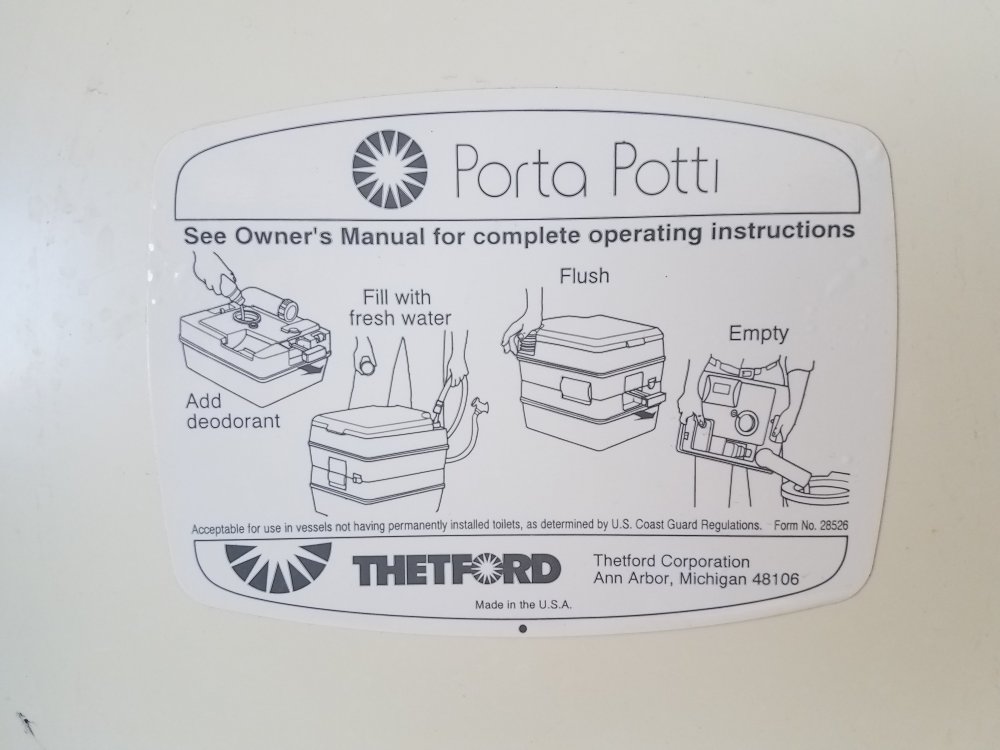 Porta Potti
See Owner's Manual for complete operating instructions
Add
deodorant
Fill with
fresh water
Flush
Empty
Acceptable for use in vessels not having permanently installed toilets, as determined by U.S. Coast Guard Regulations. Form No. 28526
THETFORD
Thetford Corporation
Ann Arbor, Michigan 48106
Made in the U.S.A.